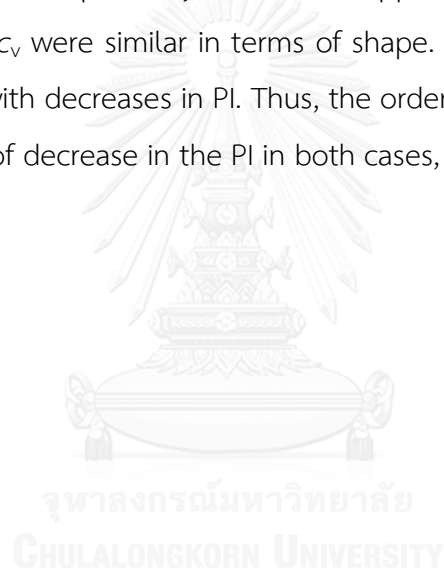 c_v were similar in terms of shape.
with decreases in PI. Thus, the order
of decrease in the PI in both cases,
จุฬาลงกรณ์มหาวิทยาลัย
CHULALONGKORN UNIVERSITY